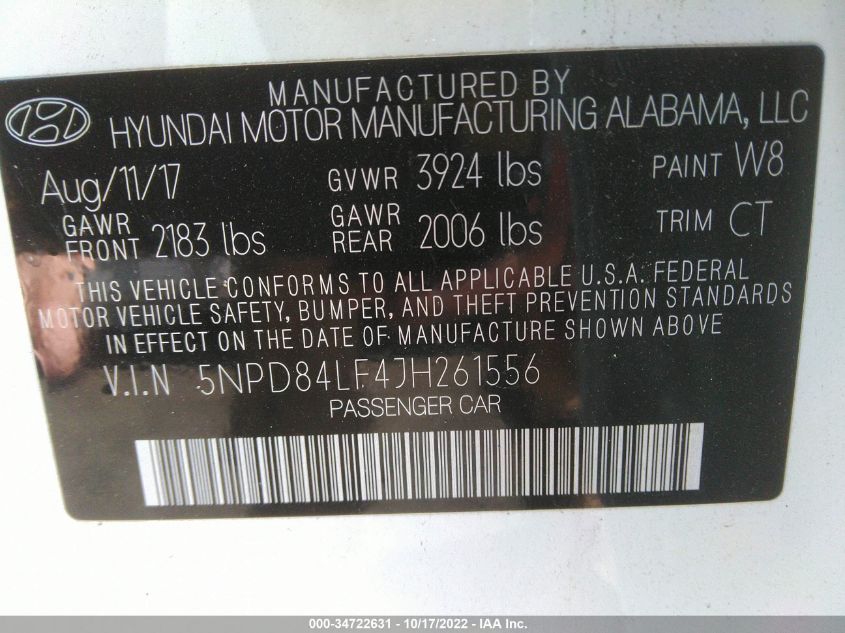 MANUFACTURED BY
HYUNDAI MOTOR MANUFACTURING ALABAMA, LLC
Aug/11/17 GVWR 3924 lbs PAINT W8
GAWR FRONT 2183 lbs GAWR REAR 2006 lbs TRIM CT
THIS VEHICLE CONFORMS TO ALL APPLICABLE U.S.A. FEDERAL
MOTOR VEHICLE SAFETY, BUMPER, AND THEFT PREVENTION STANDARDS
IN EFFECT ON THE DATE OF MANUFACTURE SHOWN ABOVE
V.I.N 5NPD84LF4JH261556
PASSENGER CAR
000-34722631 - 10/17/2022 - IAA Inc.